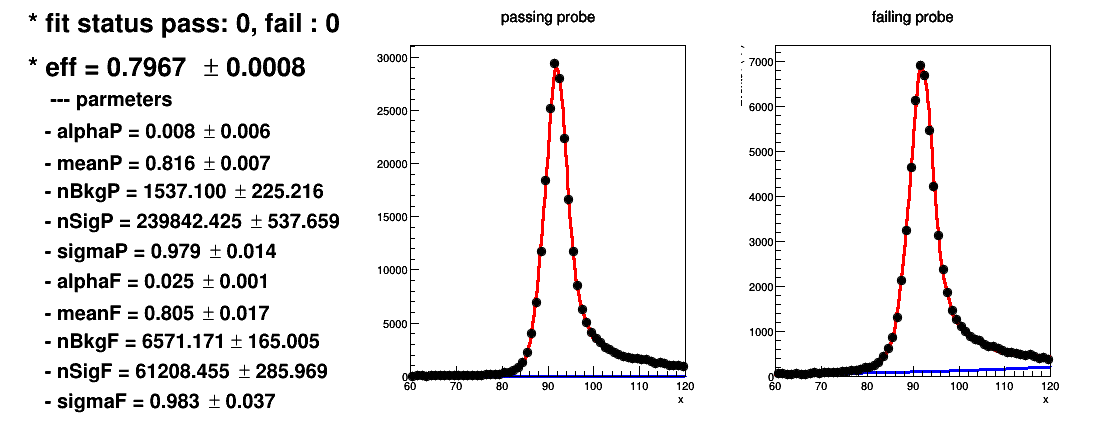 * fit status pass: 0, fail : 0
* eff = 0.7967 ± 0.0008
--- parmeters
- alphaP = 0.008 ± 0.006
- meanP = 0.816 ± 0.007
- nBkgP = 1537.100 ± 225.216
- nSigP = 239842.425 ± 537.659
- sigmaP = 0.979 ± 0.014
- alphaF = 0.025 ± 0.001
- meanF = 0.805 ± 0.017
- nBkgF = 6571.171 ± 165.005
- nSigF = 61208.455 ± 285.969
- sigmaF = 0.983 ± 0.037
passing probe
30000
25000
20000
15000
10000
5000
0
60 70 80 90 100 110 120
x
failing probe
7000
6000
5000
4000
3000
2000
1000
0
60 70 80 90 100 110 120
x